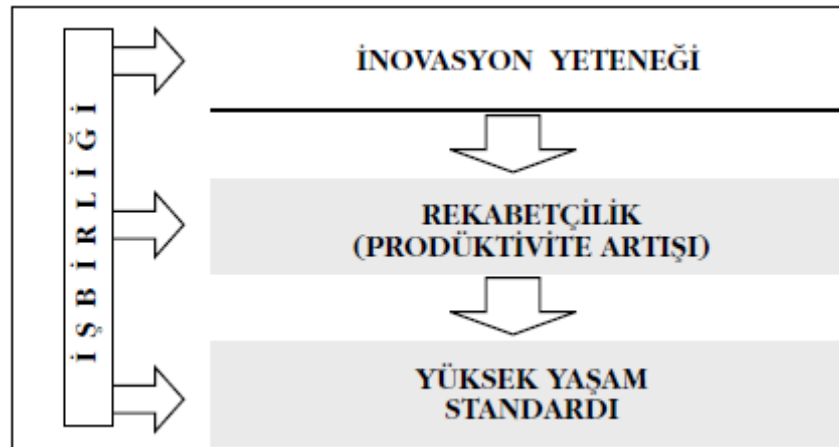 İŞBİRLİĞİ
İNOVASYON YETENEĞİ
REKABETÇİLİK
(PRODÜKTİVİTE ARTIŞI)
YÜKSEK YAŞAM
STANDARDI